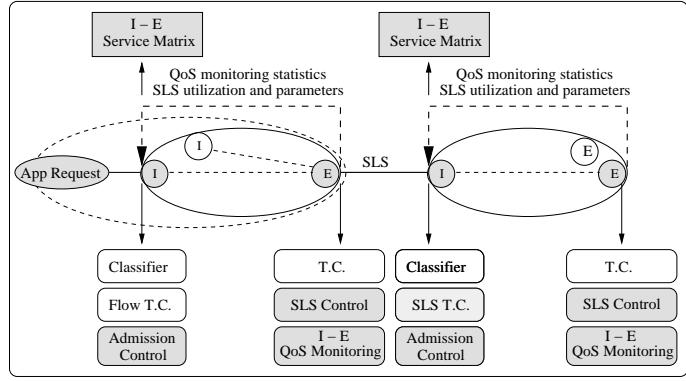 I – E
Service Matrix
I – E
Service Matrix
QoS monitoring statistics
SLS utilization and parameters
QoS monitoring statistics
SLS utilization and parameters
I
E
App Request
I
E
SLS
I
E
Classifier
T.C.
Classifier
T.C.
Flow T.C.
SLS Control
SLS T.C.
SLS Control
Admission
Control
I – E
QoS Monitoring
Admission
Control
I – E
QoS Monitoring